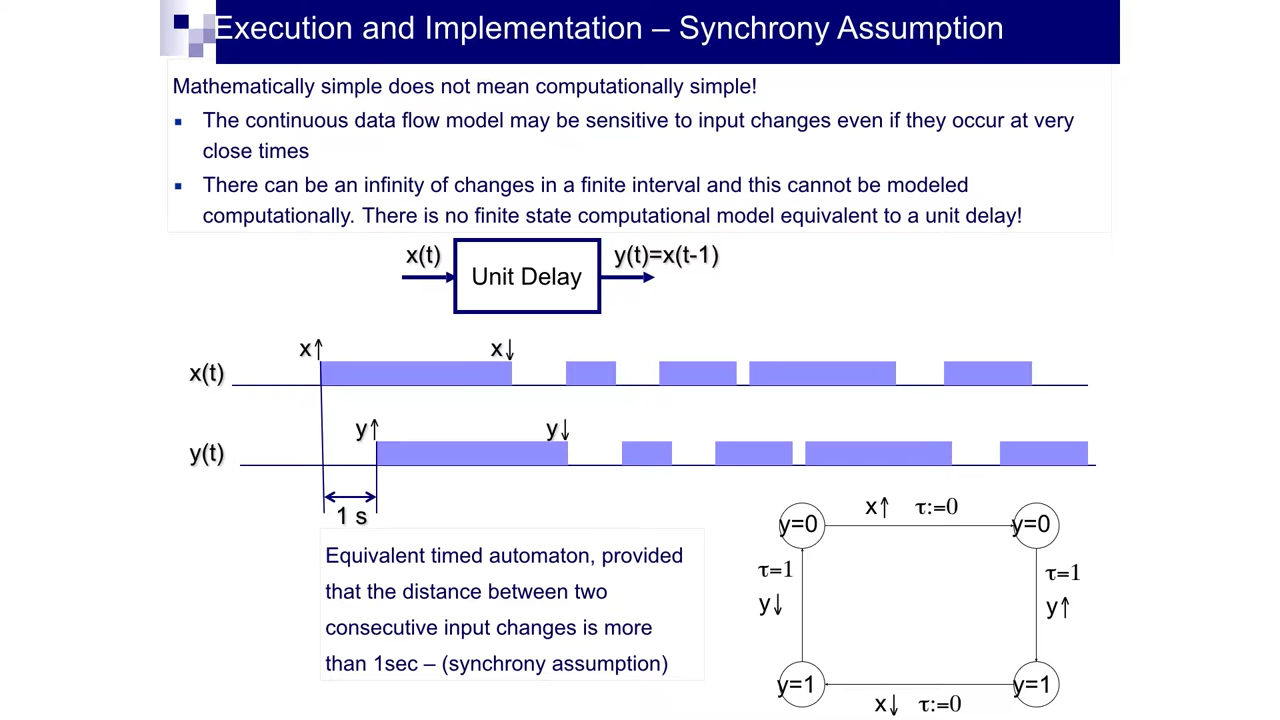 Execution and Implementation – Synchrony Assumption
Mathematically simple does not mean computationally simple!
The continuous data flow model may be sensitive to input changes even if they occur at very
close times
There can be an infinity of changes in a finite interval and this cannot be modeled
computationally. There is no finite state computational model equivalent to a unit delay!
x(t)
Unit Delay
y(t)=x(t-1)
x↑
x↓
x(t)
y↑
y↓
y(t)
1 s
Equivalent timed automaton, provided
that the distance between two
consecutive input changes is more
than 1sec – (synchrony assumption)
y=0
x↑ τ:=0
y=0
τ=1
y↓
τ=1
y↑
y=1
x↓ τ:=0
y=1